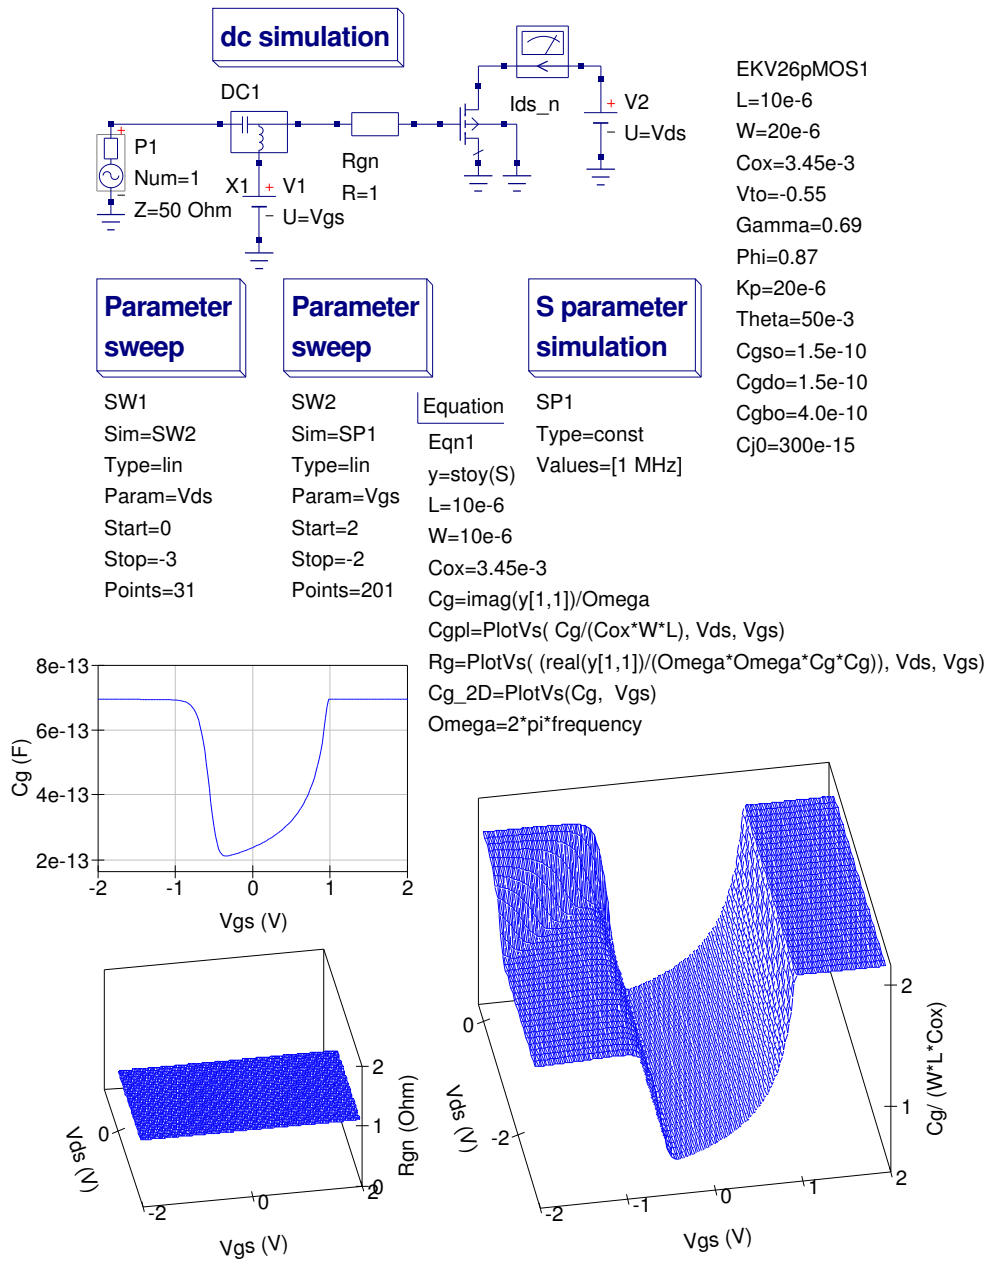 dc simulation
DC1
P1
Num=1
Z=50 Ohm
X1
V1
U=Vgs
Rgn
R=1
Ids_n
V2
U=Vds
EKV26pMOS1
L=10e-6
W=20e-6
Cox=3.45e-3
Vto=-0.55
Gamma=0.69
Phi=0.87
Kp=20e-6
Theta=50e-3
Cgso=1.5e-10
Cgdo=1.5e-10
Cgbo=4.0e-10
Cj0=300e-15
Parameter
sweep
SW1
Sim=SW2
Type=lin
Param=Vds
Start=0
Stop=-3
Points=31
Parameter
sweep
SW2
Sim=SP1
Type=lin
Param=Vgs
Start=2
Stop=-2
Points=201
S parameter
simulation
SP1
Type=const
Values=[1 MHz]
Equation
Eqn1
y=stoy(S)
L=10e-6
W=10e-6
Cox=3.45e-3
Cg=imag(y[1,1])/Omega
Cgpl=PlotVs( Cg/(Cox*W*L), Vds, Vgs)
Rg=PlotVs( (real(y[1,1])/(Omega*Omega*Cg*Cg)), Vds, Vgs)
Cg_2D=PlotVs(Cg, Vgs)
Omega=2*pi*frequency
8e-13
6e-13
4e-13
2e-13
Cg (F)
-2
-1
0
1
2
Vgs (V)
0
Vds (V)
-2
0
2
Vgs (V)
2
1
0
Rgn (Ohm)
0
-2
Vds (V)
-2
-1
0
1
2
Vgs (V)
2
1
Cg/ (W*L*Cox)